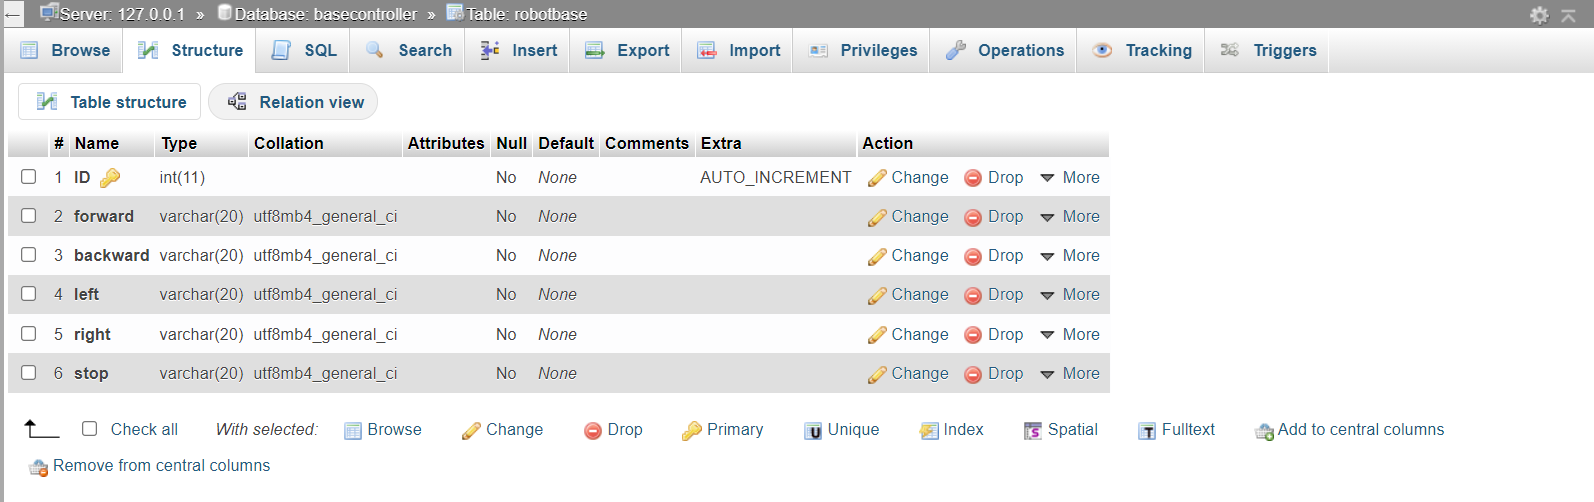 Server: 127.0.0.1 » Database: basecontroller » Table: robotbase
Browse Structure SQL Search Insert Export Import Privileges Operations Tracking Triggers
Table structure Relation view
# Name Type Collation Attributes Null Default Comments Extra Action
1 ID int(11) No None AUTO_INCREMENT Change Drop More
2 forward varchar(20) utf8mb4_general_ci No None Change Drop More
3 backward varchar(20) utf8mb4_general_ci No None Change Drop More
4 left varchar(20) utf8mb4_general_ci No None Change Drop More
5 right varchar(20) utf8mb4_general_ci No None Change Drop More
6 stop varchar(20) utf8mb4_general_ci No None Change Drop More
Check all With selected: Browse Change Drop Primary Unique Index Spatial Fulltext Add to central columns
Remove from central columns